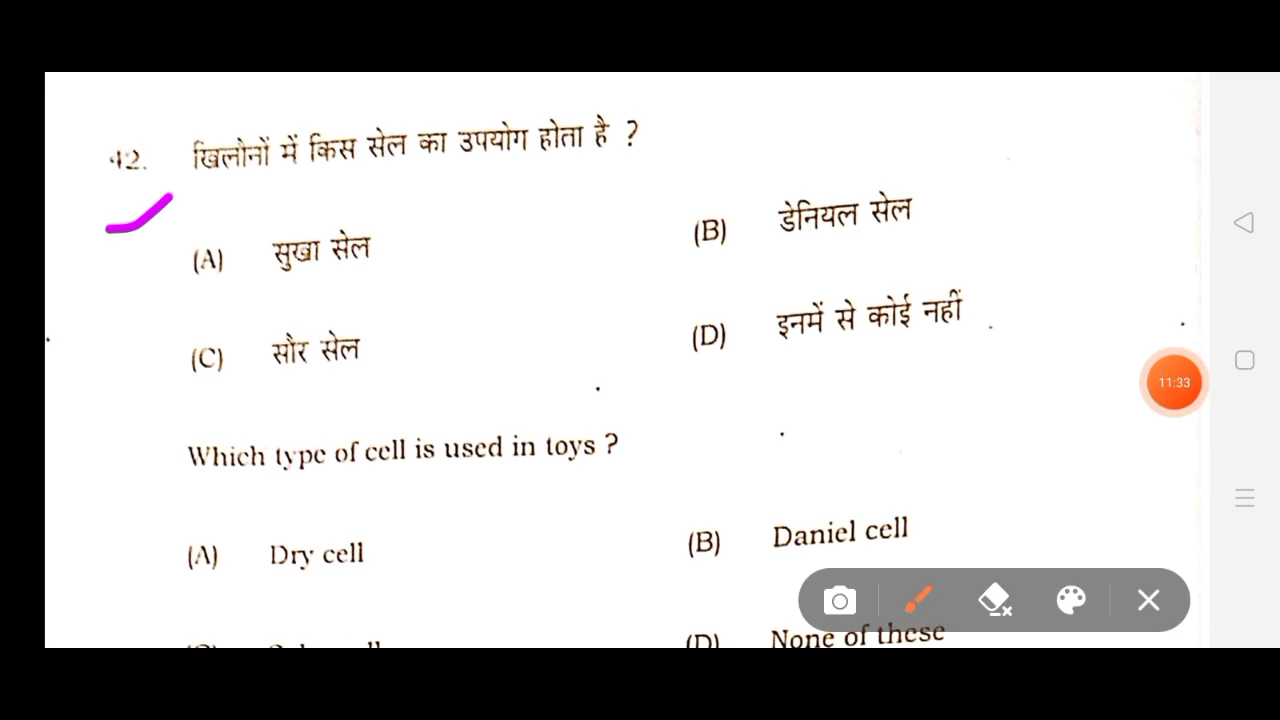 42. खिलोनों में किस सेल का उपयोग होता है ?
(A) सुखा सेल (B) डेनियल सेल
(C) सौर सेल (D) इनमें से कोई नहीं
11:33
Which type of cell is used in toys ?
(A) Dry cell (B) Daniel cell
(D) None of these